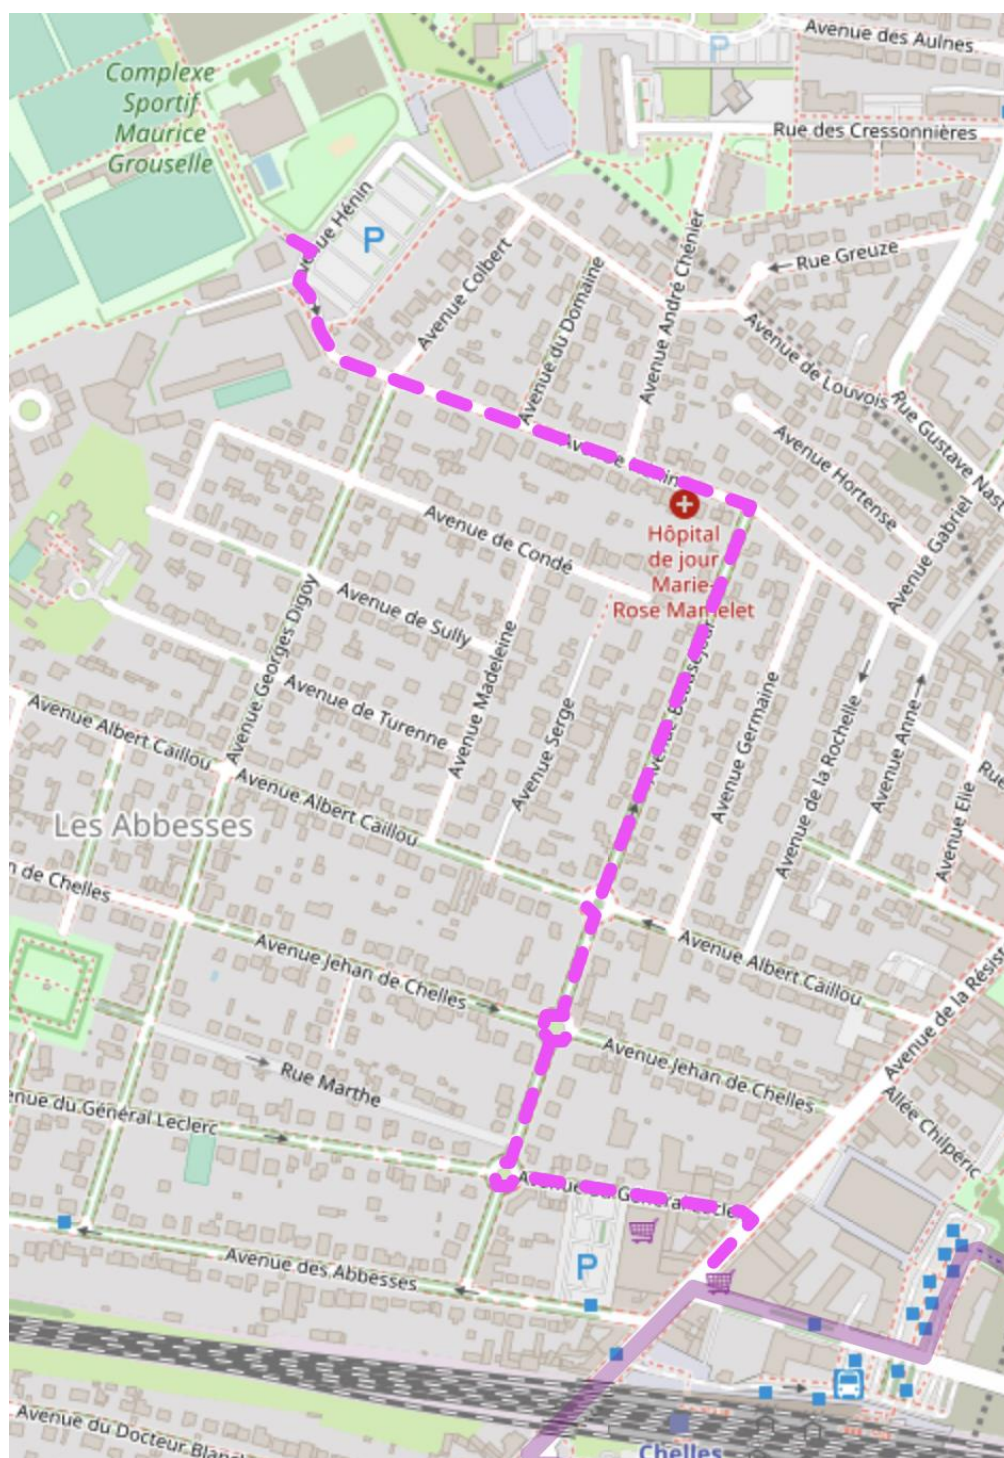 Avenue des Aulnes
P
Complexe
Sportif
Maurice
Grouselle
Rue des Cressonnières
nue Hénin
P
Avenue Colbert
Avenue du Domaine
Avenue André Chénier
Rue Greuze
Avenue de Louvois
Rue Gustave Nast
Avenue Hortense
Avenue Gabriel
Hôpital
de jour
Marie-
Rose Mamelet
Avenue de Condé
Avenue de Sully
Avenue Georges Digoy
Avenue de Turenne
Avenue Madeleine
Avenue Serge
Avenue Germaine
Avenue de la Rochelle
Avenue Anne
Avenue Elie
Rue
Avenue Albert Caillou
Avenue Albert Caillou
Les Abbesses
n de Chelles
Avenue Jehan de Chelles
Avenue Albert Caillou
Avenue de la Résist
Avenue Jehan de Chelles
Allée Chilpéric
Rue Marthe
enue du Général Leclerc
Avenue des Abbesses
P
Avenue du Docteur Blanc
Chelles